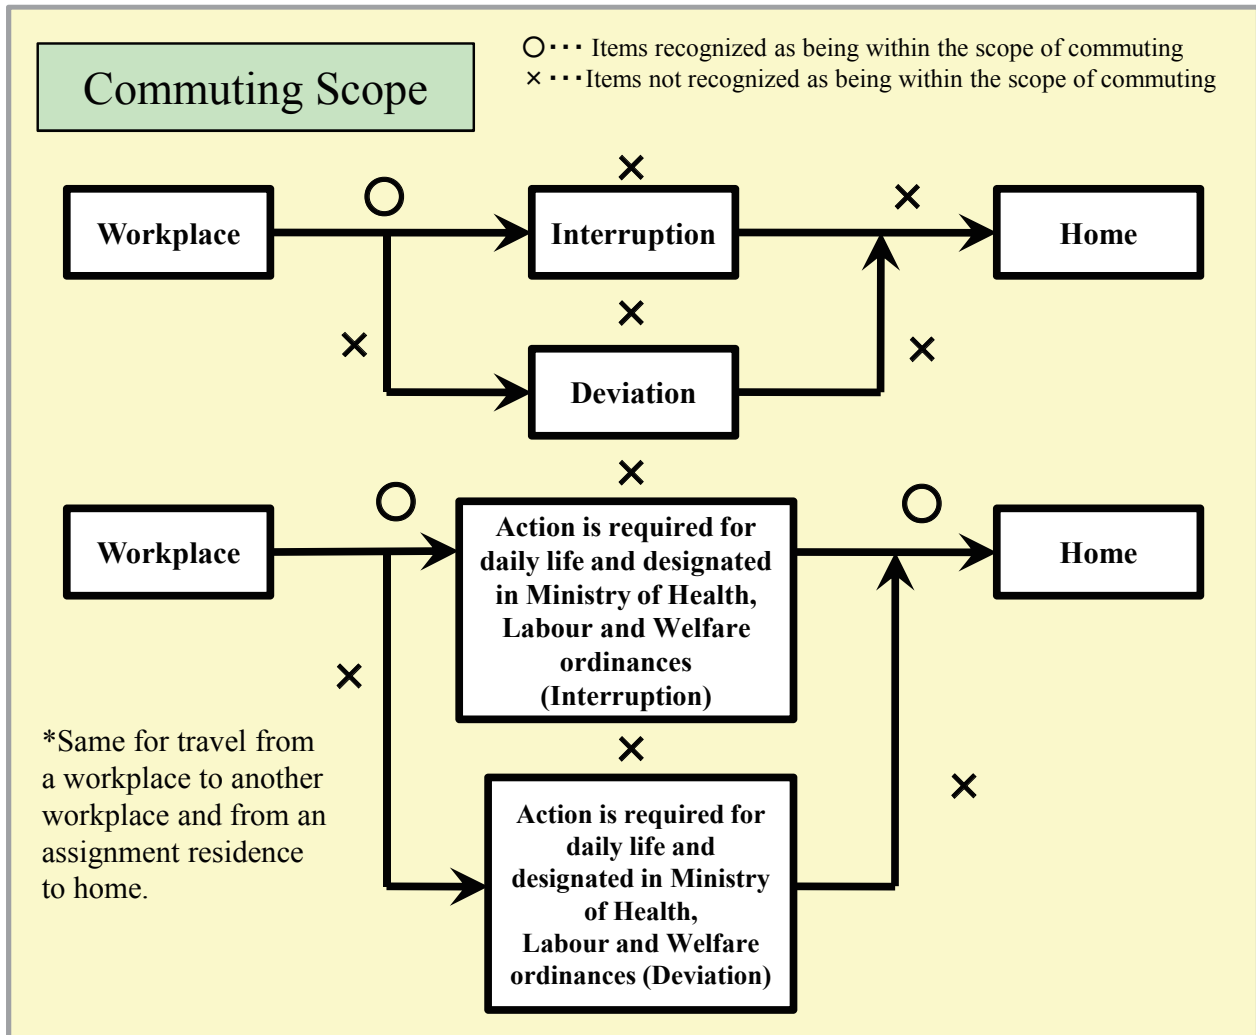 Commuting Scope
○··· Items recognized as being within the scope of commuting
×···Items not recognized as being within the scope of commuting
×
○
×
Workplace
Interruption
Home
×
×
×
Deviation
×
○
○
Workplace
Action is required for
daily life and designated
in Ministry of Health,
Labour and Welfare
ordinances
(Interruption)
Home
×
*Same for travel from
a workplace to another
workplace and from an
assignment residence
to home.
×
×
Action is required for
daily life and
designated in Ministry
of Health,
Labour and Welfare
ordinances (Deviation)